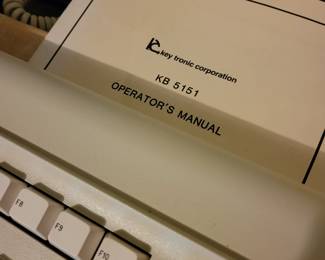 key tronic corporation
KB 5151
OPERATOR'S MANUAL
F8
F9
F10